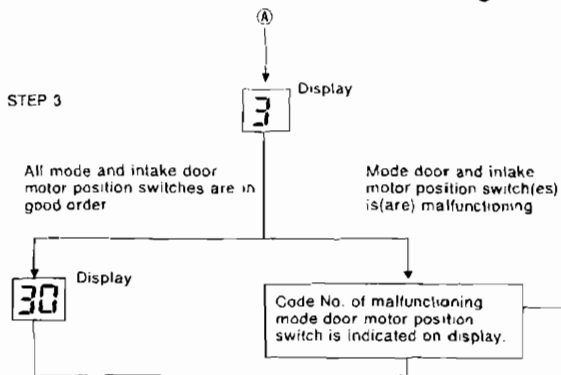 A
Display
3
STEP 3
All mode and intake door
motor position switches are in
good order
Mode door and intake
motor position switch(es)
is(are) malfunctioning
Display
30
Code No. of malfunctioning
mode door motor position
switch is indicated on display.